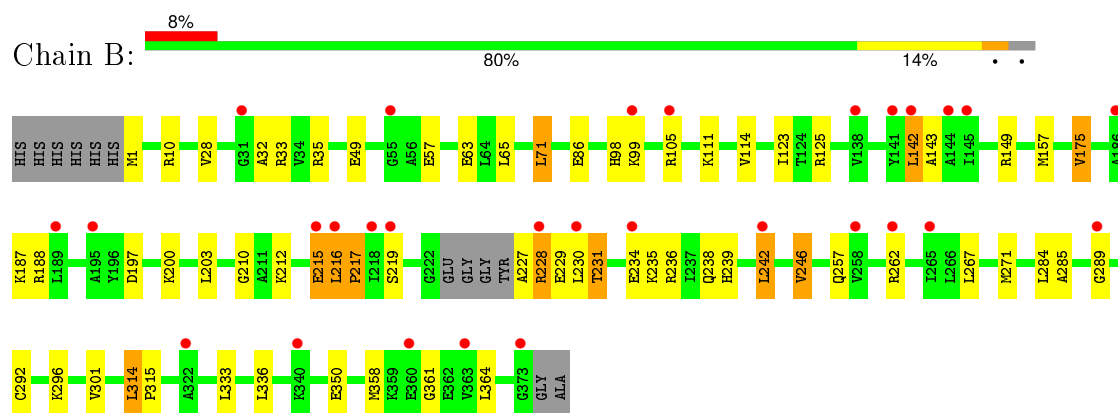 8%
Chain B:
80% 14% • •
HIS HIS HIS HIS HIS HIS M1 R10 V28 G31 A32 R33 V34 R35 E49 G55 A56 E57 E63 L64 L65 L71 E86 H98 K99 R105 K111 V114 I123 T124 R125 V138 Y141 L142 A143 A144 I145 R149 M157 V175 A186
K187 R188 L189 A195 Y196 D197 K200 L203 G210 A211 K212 E215 L216 P217 I218 S219 G222 GLU GLY GLY TYR A227 R228 E229 L230 T231 E234 K235 R236 I237 Q238 H239 L242 V246 Q257 V258 R262 I265 L266 L267 M271 L284 A285 G289
C292 K296 V301 L314 P315 A322 L333 L336 K340 E350 M358 K359 E360 G361 E362 V363 L364 G373 GLY ALA